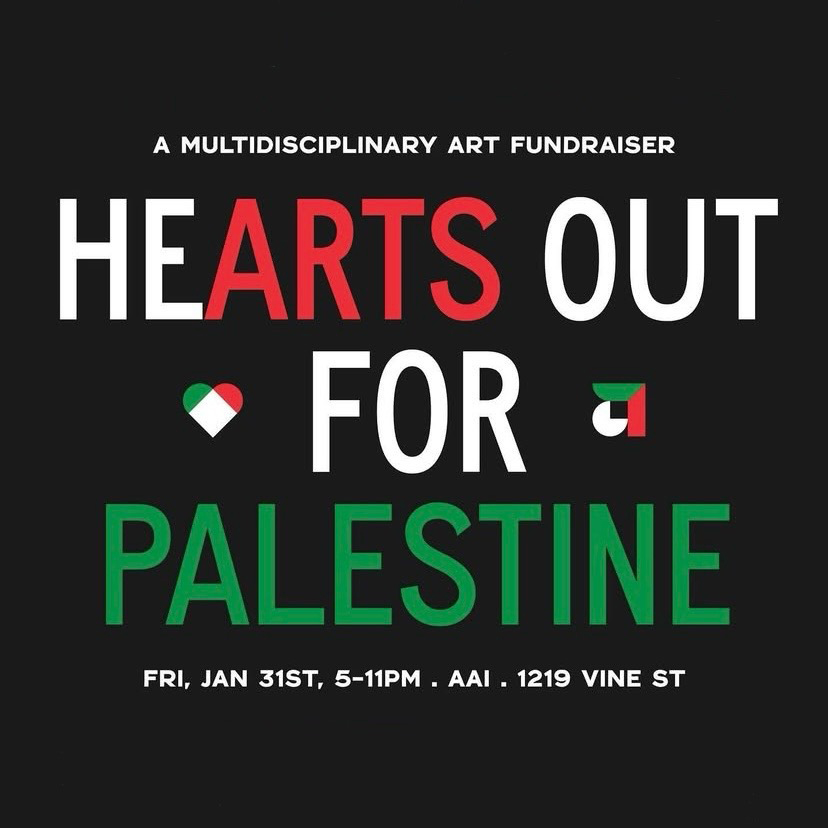 A MULTIDISCIPLINARY ART FUNDRAISER
HEARTS OUT
FOR
PALESTINE
FRI, JAN 31ST, 5-11PM . AAI . 1219 VINE ST